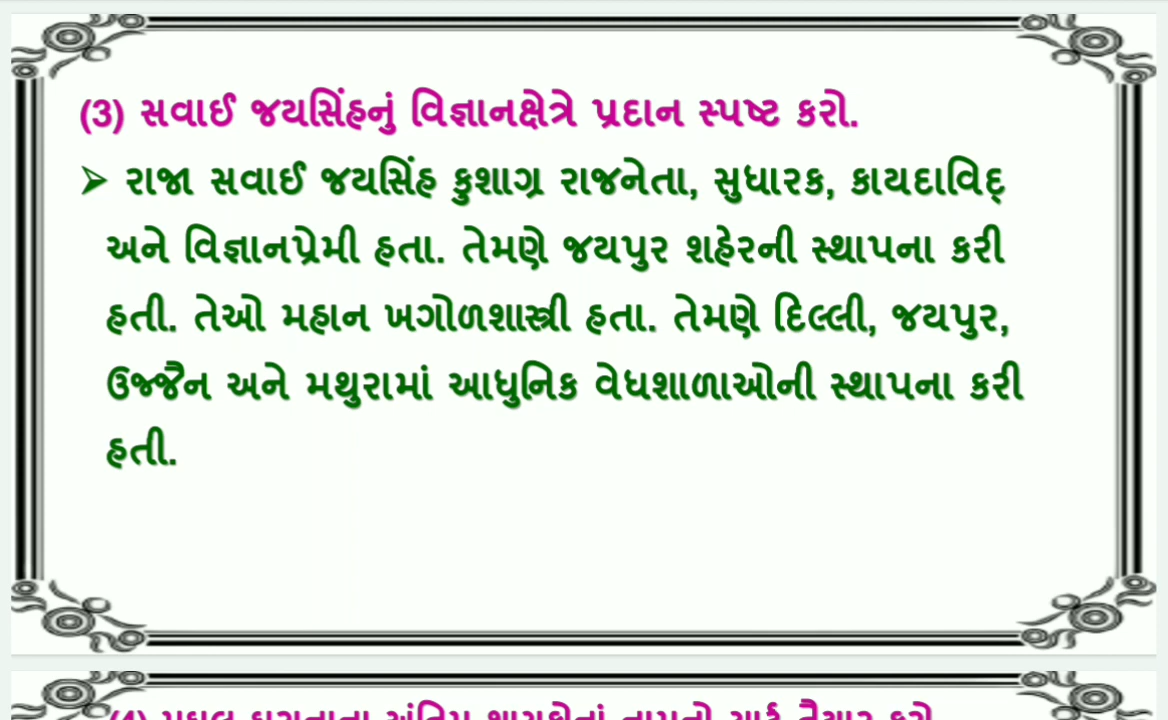 (3) સવાઈ જયસિંહનું વિજ્ઞાનક્ષેત્રે પ્રદાન સ્પષ્ટ કરો.
➢ રાજા સવાઈ જયસિંહ કુશાગ્ર રાજનેતા, સુધારક, કાયદાવિદ્
અને વિજ્ઞાનપ્રેમી હતા. તેમણે જયપુર શહેરની સ્થાપના કરી
હતી. તેઓ મહાન ખગોળશાસ્ત્રી હતા. તેમણે દિલ્લી, જયપુર,
ઉજ્જૈન અને મથુરામાં આધુનિક વેધશાળાઓની સ્થાપના કરી
હતી.